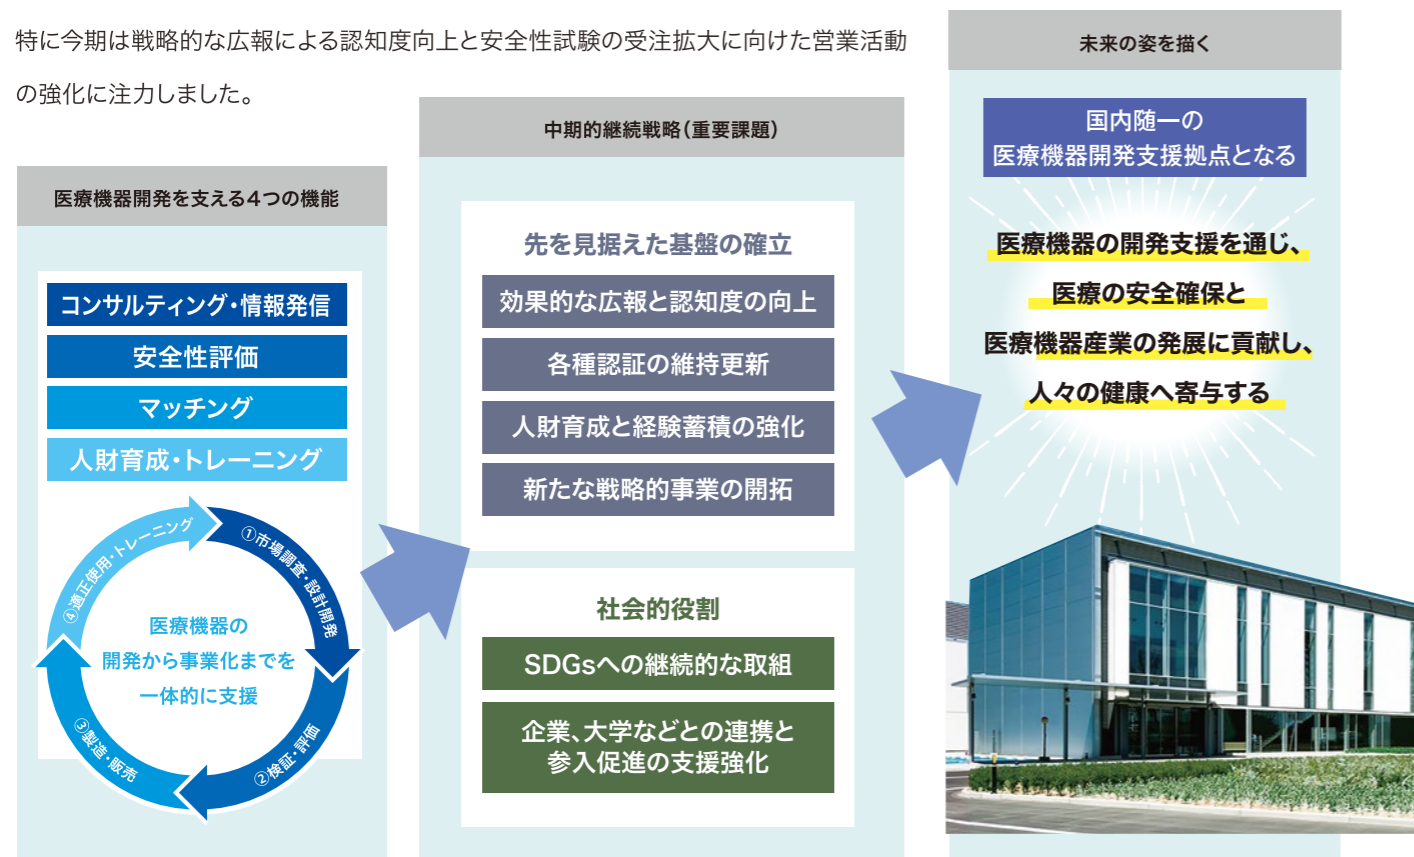 特に今期は戦略的な広報による認知度向上と安全性試験の受注拡大に向けた営業活動
の強化に注力しました。
医療機器開発を支える4つの機能
コンサルティング・情報発信
安全性評価
マッチング
人財育成・トレーニング
①市場調査・設計開発
②検証・評価
③製造・販売
④適正使用・トレーニング
医療機器の
開発から事業化までを
一体的に支援
中期的継続戦略(重要課題)
先を見据えた基盤の確立
効果的な広報と認知度の向上
各種認証の維持更新
人財育成と経験蓄積の強化
新たな戦略的事業の開拓
社会的役割
SDGsへの継続的な取組
企業、大学などとの連携と
参入促進の支援強化
未来の姿を描く
国内随一の
医療機器開発支援拠点となる
医療機器の開発支援を通じ、
医療の安全確保と
医療機器産業の発展に貢献し、
人々の健康へ寄与する